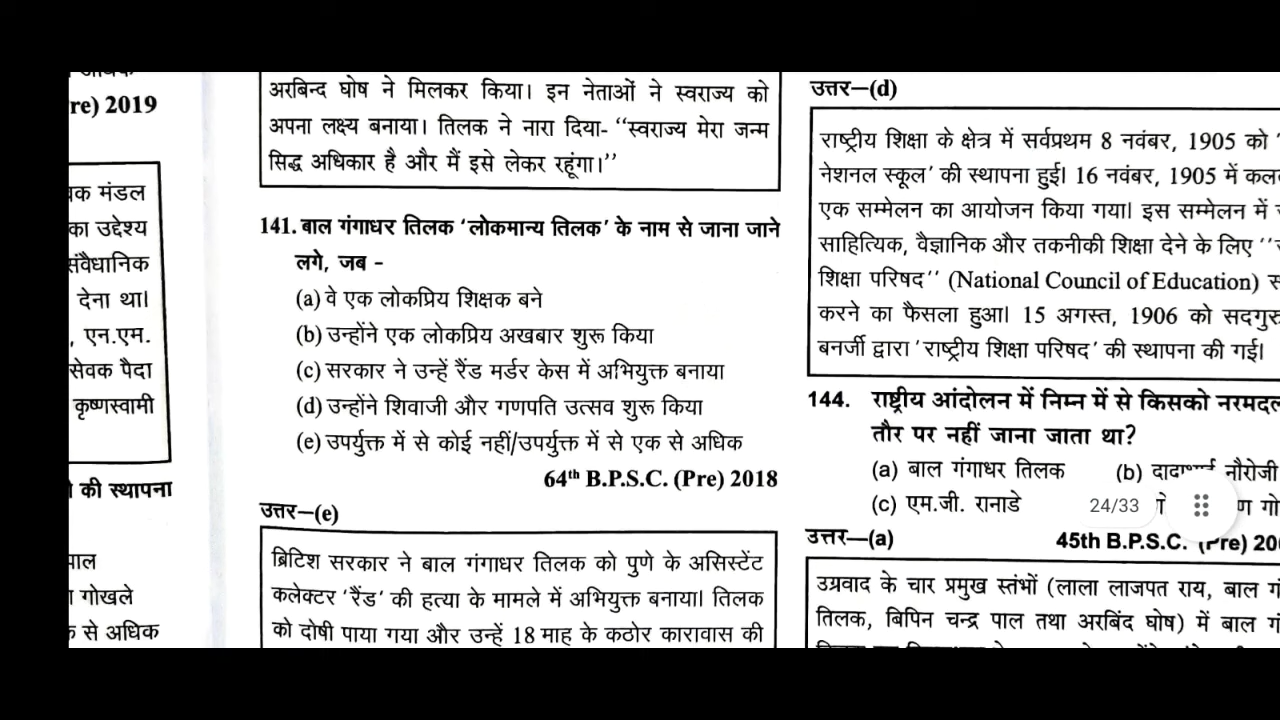 re) 2019
मंडल
का उद्देश्य
संवैधानिक
देना था।
, एन.एम.
सेवक पैदा
कृष्णस्वामी
की स्थापना
पाल
गोखले
से अधिक
अरबिन्द घोष ने मिलकर किया। इन नेताओं ने स्वराज्य को
अपना लक्ष्य बनाया। तिलक ने नारा दिया- “स्वराज्य मेरा जन्म
सिद्ध अधिकार है और मैं इसे लेकर रहूंगा।’’
141. बाल गंगाधर तिलक ‘लोकमान्य तिलक’ के नाम से जाना जाने
लगे, जब -
(a) वे एक लोकप्रिय शिक्षक बने
(b) उन्होंने एक लोकप्रिय अखबार शुरू किया
(c) सरकार ने उन्हें रैंड मर्डर केस में अभियुक्त बनाया
(d) उन्होंने शिवाजी और गणपति उत्सव शुरू किया
(e) उपर्युक्त में से कोई नहीं/उपर्युक्त में से एक से अधिक
64th B.P.S.C. (Pre) 2018
उत्तर—(e)
ब्रिटिश सरकार ने बाल गंगाधर तिलक को पुणे के असिस्टेंट
कलेक्टर ‘रैंड’ की हत्या के मामले में अभियुक्त बनाया। तिलक
को दोषी पाया गया और उन्हें 18 माह के कठोर कारावास की
उत्तर—(d)
राष्ट्रीय शिक्षा के क्षेत्र में सर्वप्रथम 8 नवंबर, 1905 को ‘
नेशनल स्कूल’ की स्थापना हुई। 16 नवंबर, 1905 में कल
एक सम्मेलन का आयोजन किया गया। इस सम्मेलन में
साहित्यिक, वैज्ञानिक और तकनीकी शिक्षा देने के लिए ‘‘
शिक्षा परिषद’’ (National Council of Education)
करने का फैसला हुआ। 15 अगस्त, 1906 को सदगुरु
बनर्जी द्वारा ‘राष्ट्रीय शिक्षा परिषद’ की स्थापना की गई।
144. राष्ट्रीय आंदोलन में निम्न में से किसको नरमदल
तौर पर नहीं जाना जाता था?
(a) बाल गंगाधर तिलक (b) दादाभाई नौरोजी
(c) एम.जी. रानाडे
24/33
उत्तर—(a) 45th B.P.S.C. (Pre) 20
उग्रवाद के चार प्रमुख स्तंभों (लाला लाजपत राय, बाल गं
तिलक, बिपिन चन्द्र पाल तथा अरबिंद घोष) में बाल गं